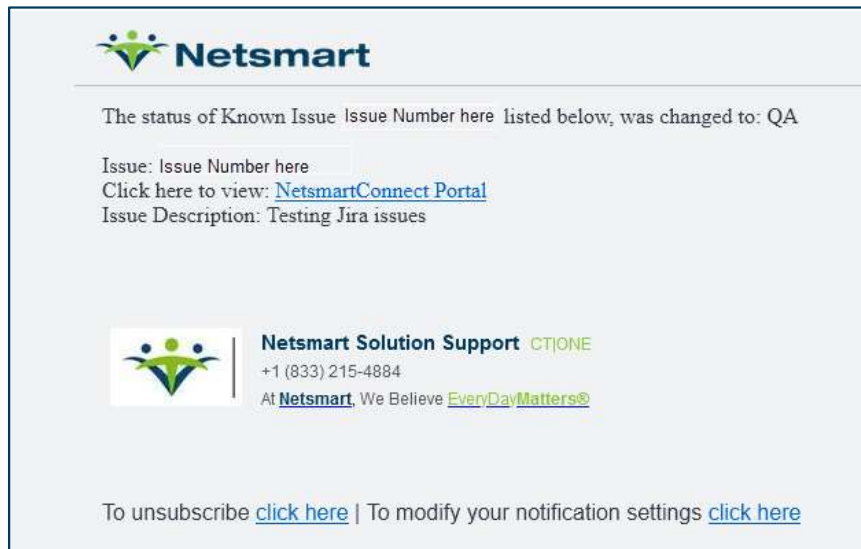 Netsmart
The status of Known Issue Issue Number here listed below, was changed to: QA
Issue: Issue Number here
Click here to view: NetsmartConnect Portal
Issue Description: Testing Jira issues
Netsmart Solution Support CT|ONE
+1 (833) 215-4884
At Netsmart, We Believe EveryDayMatters®
To unsubscribe click here | To modify your notification settings click here